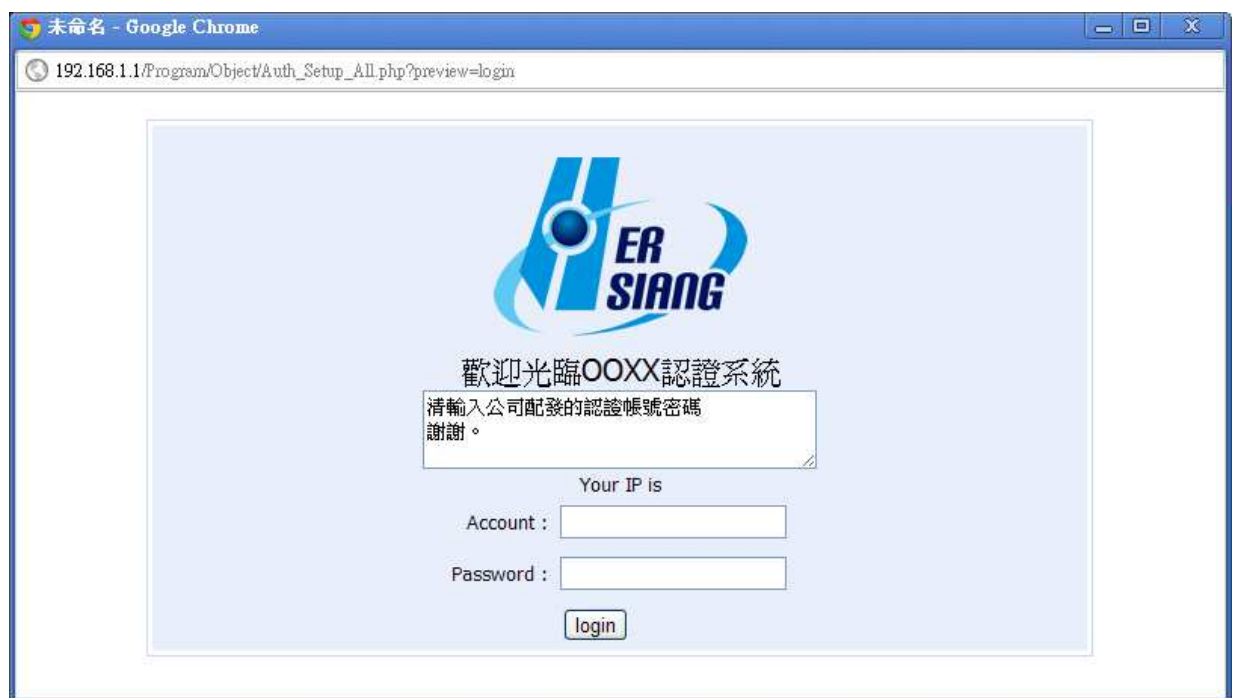 未命名 - Google Chrome
192.168.1.1/Program/Object/Auth_Setup_All.php?preview=login
HER
SIANG
歡迎光臨OOXX認證系統
請輸入公司配發的認證帳號密碼
謝謝。
Your IP is
Account :
Password :
login